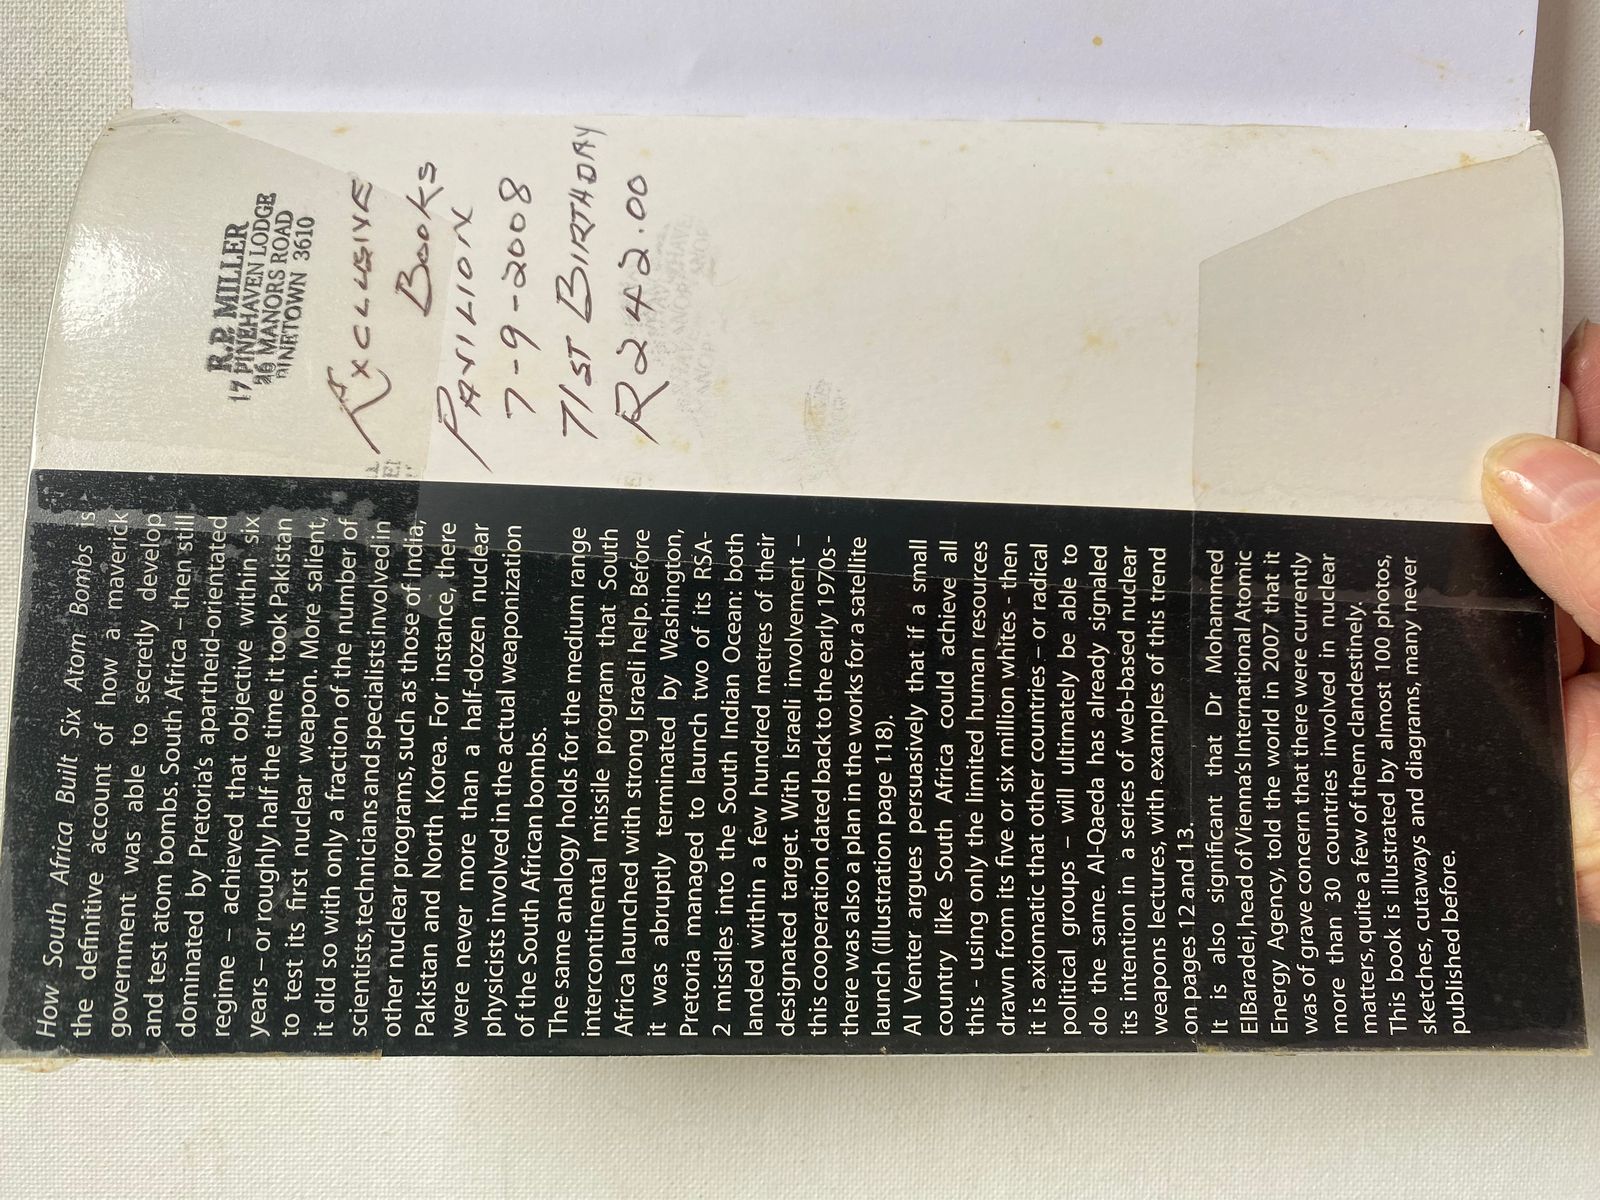 R.P. MILLER
17 PINEHAVEN LODGE
26 MANORS ROAD
PINETOWN 3610
EXCLUSIVE
BOOKS
PAVILION
7-9-2008
71ST BIRTHDAY
R242.00
How South Africa Built Six Atom Bombs is
the definitive account of how a maverick
government was able to secretly develop
and test atom bombs. South Africa – then still
dominated by Pretoria's apartheid-orientated
regime – achieved that objective within six
years – or roughly half the time it took Pakistan
to test its first nuclear weapon. More salient,
it did so with only a fraction of the number of
scientists,technicians and specialists involved in
other nuclear programs, such as those of India,
Pakistan and North Korea. For instance, there
were never more than a half-dozen nuclear
physicists involved in the actual weaponization
of the South African bombs.
The same analogy holds for the medium range
intercontinental missile program that South
Africa launched with strong Israeli help. Before
it was abruptly terminated by Washington,
Pretoria managed to launch two of its RSA-
2 missiles into the South Indian Ocean: both
landed within a few hundred metres of their
designated target. With Israeli involvement –
this cooperation dated back to the early1970s -
there was also a plan in the works for a satellite
launch (illustration page 118).
Al Venter argues persuasively that if a small
country like South Africa could achieve all
this - using only the limited human resources
drawn from its five or six million whites - then
it is axiomatic that other countries – or radical
political groups – will ultimately be able to
do the same. Al-Qaeda has already signaled
its intention in a series of web-based nuclear
weapons lectures, with examples of this trend
on pages 12 and 13.
It is also significant that Dr Mohammed
ElBaradei,head of Vienna's International Atomic
Energy Agency, told the world in 2007 that it
was of grave concern that there were currently
more than 30 countries involved in nuclear
matters, quite a few of them clandestinely.
This book is illustrated by almost 100 photos,
sketches, cutaways and diagrams, many never
published before.